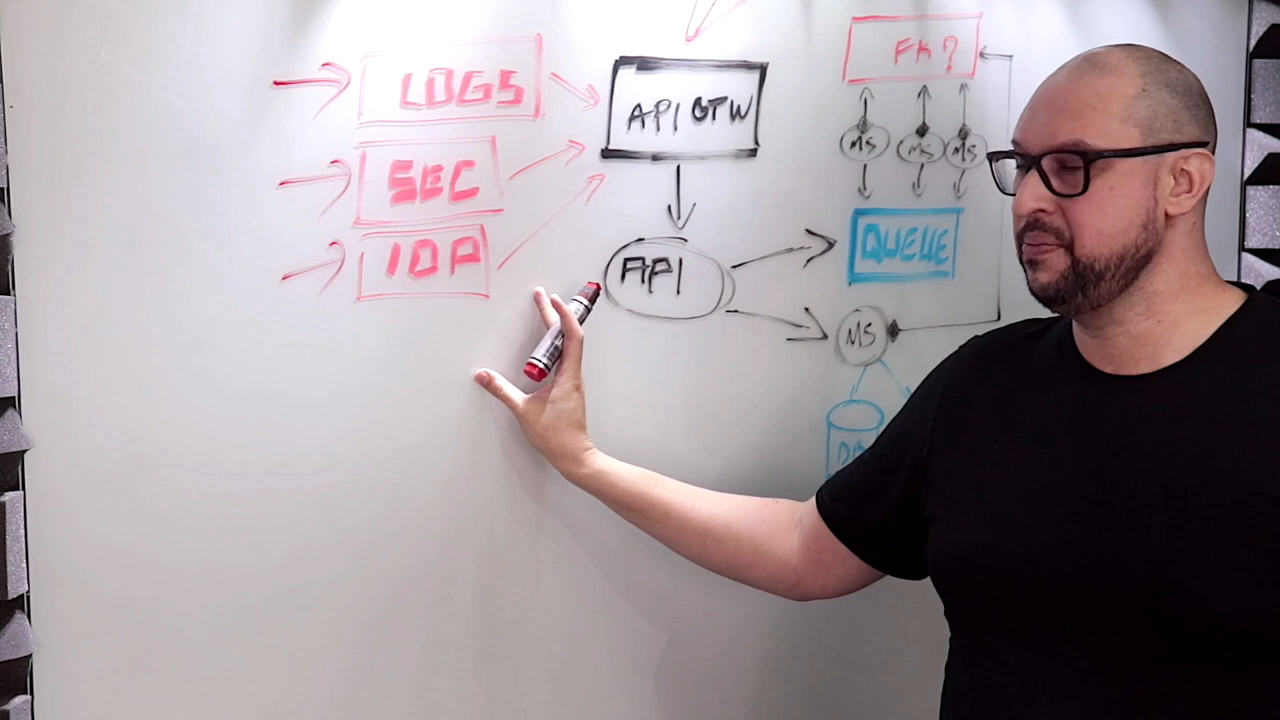 LOGS
SEC
IDP
API GTW
API
FK?
MS MS MS
QUEUE
MS